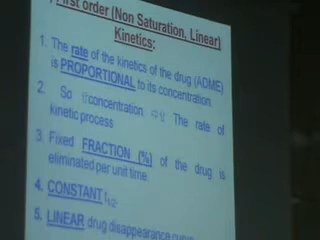 First order (Non Saturation, Linear)
Kinetics:
1. The rate of the kinetics of the drug (ADME)
is PROPORTIONAL to its concentration.
2. So ⇧concentration ⇨⇧ The rate of
kinetic process
3. Fixed FRACTION (%) of the drug is
eliminated per unit time.
4. CONSTANT t1/2.
5. LINEAR drug disappearance curve